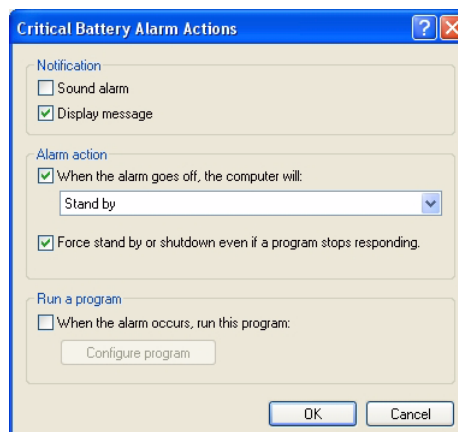 Critical Battery Alarm Actions
Notification
Sound alarm
Display message
Alarm action
When the alarm goes off, the computer will:
Stand by
Force stand by or shutdown even if a program stops responding.
Run a program
When the alarm occurs, run this program:
Configure program
OK Cancel